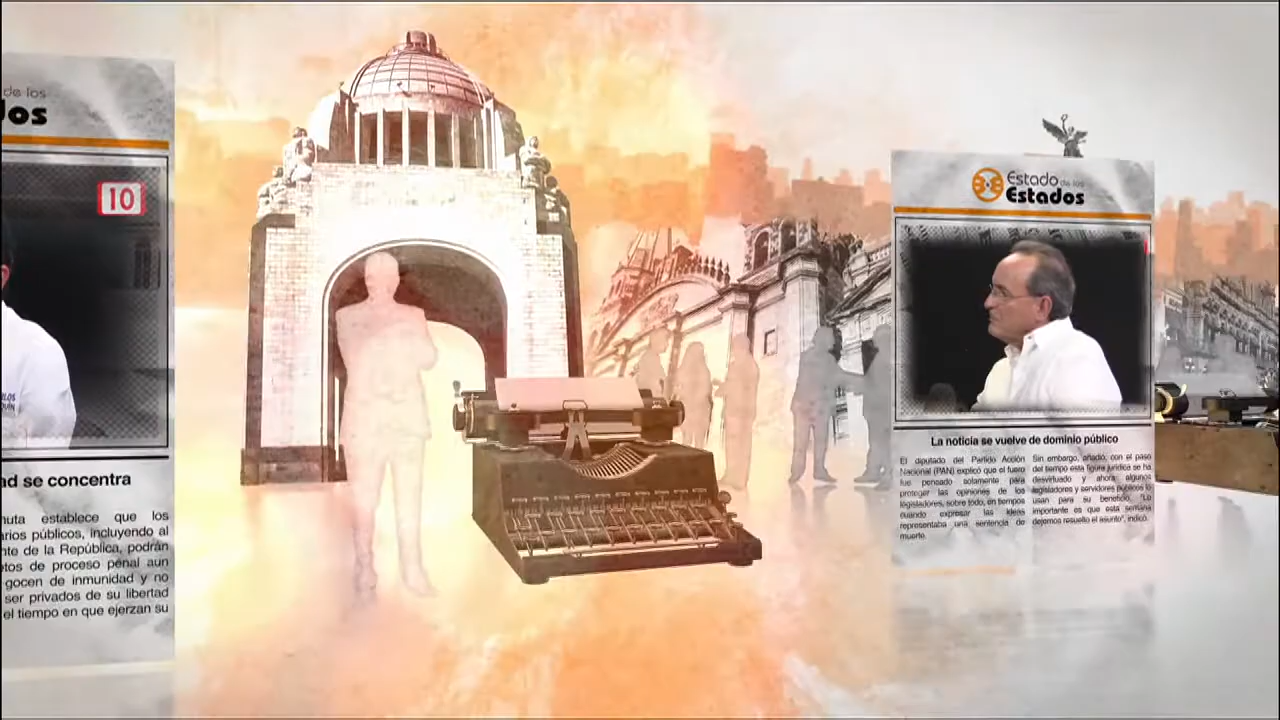 de los
dos
10
ad se concentra
nuta establece que los
arios públicos, incluyendo al
nte de la República, podrán
tos de proceso penal aun
gocen de inmunidad y no
ser privados de su libertad
el tiempo en que ejerzan su
Estado de los
Estados
La noticia se vuelve de dominio público
El diputado del Partido Acción
Nacional (PAN) explicó que el fuero
fue pensado solamente para
proteger las opiniones de los
legisladores, sobre todo, en tiempos
cuando expresar las ideas
representaba una sentencia de
muerte.
Sin embargo, añadió, con el paso
del tiempo esta figura jurídica se ha
desvirtuado y ahora algunos
legisladores y servidores públicos lo
usan para su beneficio. "Lo
importante es que esta semana
dejemos resuelto el asunto", indicó.